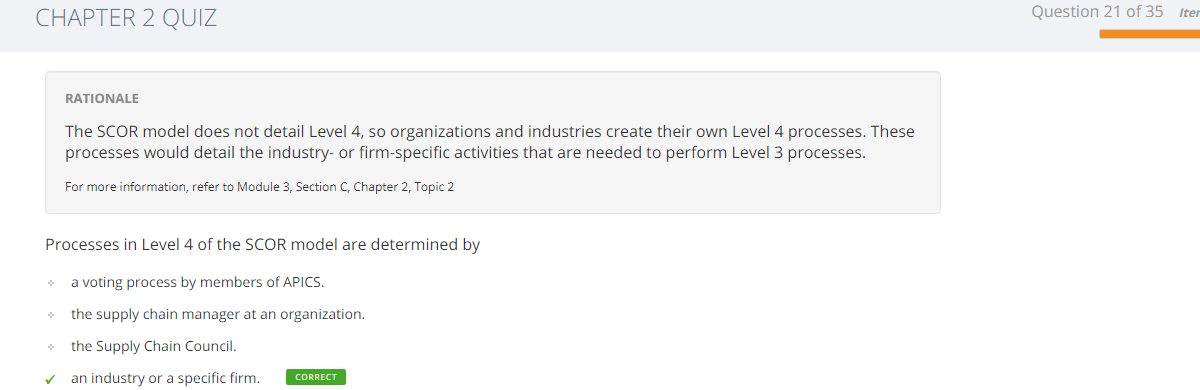 CHAPTER 2 QUIZ
Question 21 of 35
RATIONALE
The SCOR model does not detail Level 4, so organizations and industries create their own Level 4 processes. These
processes would detail the industry- or firm-specific activities that are needed to perform Level 3 processes.
For more information, refer to Module 3, Section C, Chapter 2, Topic 2
Processes in Level 4 of the SCOR model are determined by
a voting process by members of APICS.
the supply chain manager at an organization.
the Supply Chain Council.
an industry or a specific firm. CORRECT